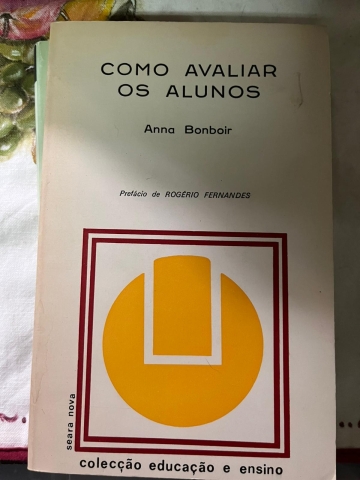 COMO AVALIAR
OS ALUNOS
Anna Bonboir
Prefácio de ROGÉRIO FERNANDES
seara nova
colecção educação e ensino